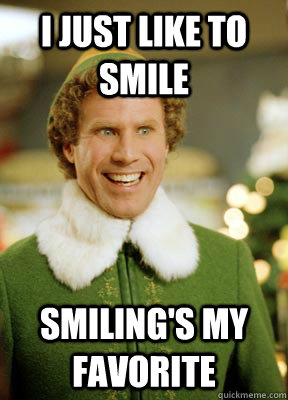 I JUST LIKE TO
SMILE
SMILING'S MY
FAVORITE
quickmeme.com